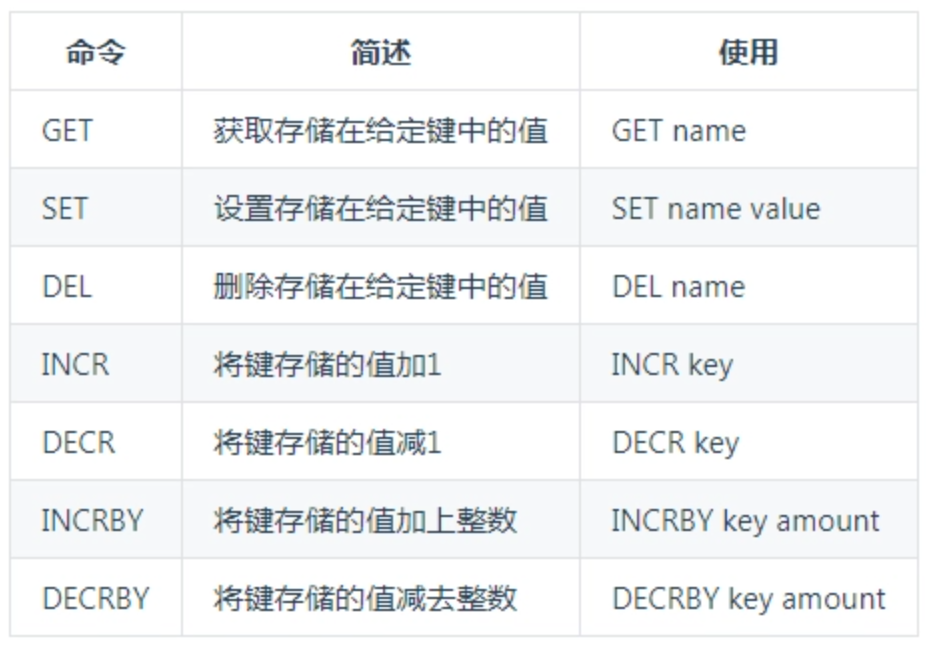 命令 简述 使用
GET 获取存储在给定键中的值 GET name
SET 设置存储在给定键中的值 SET name value
DEL 删除存储在给定键中的值 DEL name
INCR 将键存储的值加1 INCR key
DECR 将键存储的值减1 DECR key
INCRBY 将键存储的值加上整数 INCRBY key amount
DECRBY 将键存储的值减去整数 DECRBY key amount